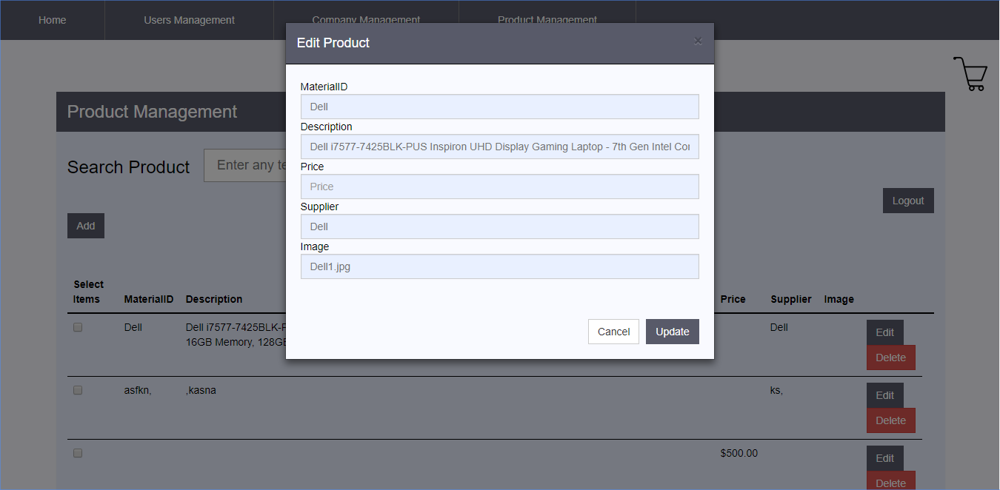 Home Users Management Company Management Product Management
Edit Product ×
MaterialID
Dell
Description
Dell i7577-7425BLK-PUS Inspiron UHD Display Gaming Laptop - 7th Gen Intel Cor
Price
Price
Supplier
Dell
Image
Dell1.jpg
Cancel Update
Product Management
Search Product Enter any te
Logout
Add
Select
Items MaterialID Description Price Supplier Image
Dell Dell i7577-7425BLK-P Dell Edit
16GB Memory, 128GB
Delete
asfkn, ,kasna ks, Edit
Delete
$500.00 Edit
Delete